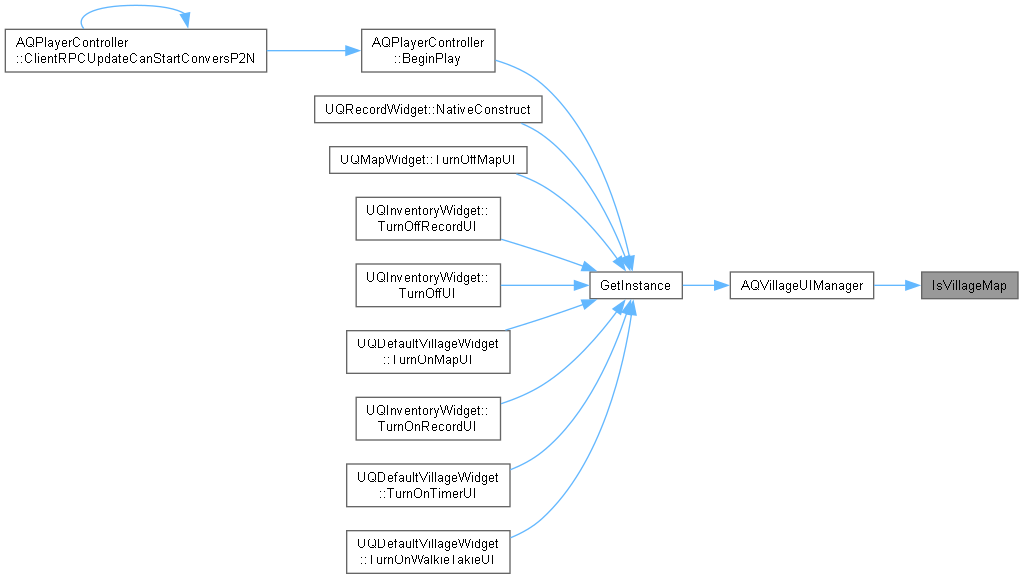 AQPlayerController
::ClientRPCUpdateCanStartConversP2N
AQPlayerController
::BeginPlay
UQRecordWidget::NativeConstruct
UQMapWidget::TurnOffMapUI
UQInventoryWidget::
TurnOffRecordUI
UQInventoryWidget::
TurnOffUI
UQDefaultVillageWidget
::TurnOnMapUI
UQInventoryWidget::
TurnOnRecordUI
UQDefaultVillageWidget
::TurnOnTimerUI
UQDefaultVillageWidget
::TurnOnWalkieTalkieUI
GetInstance
AQVillageUIManager
IsVillageMap